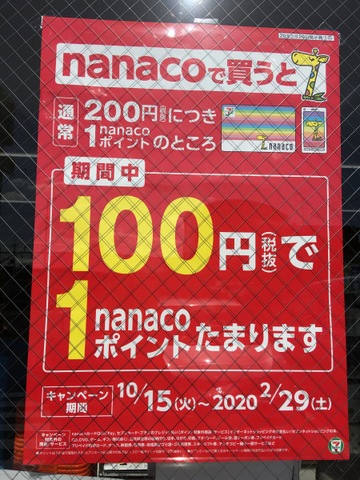 nanacoで買うと
通常
200円(税抜)につき
1nanacoポイントのところ
nanaco
期間中
100円(税抜)で
1nanacoポイントたまります
キャンペーン期間
10/15(火)～2020 2/29(土)